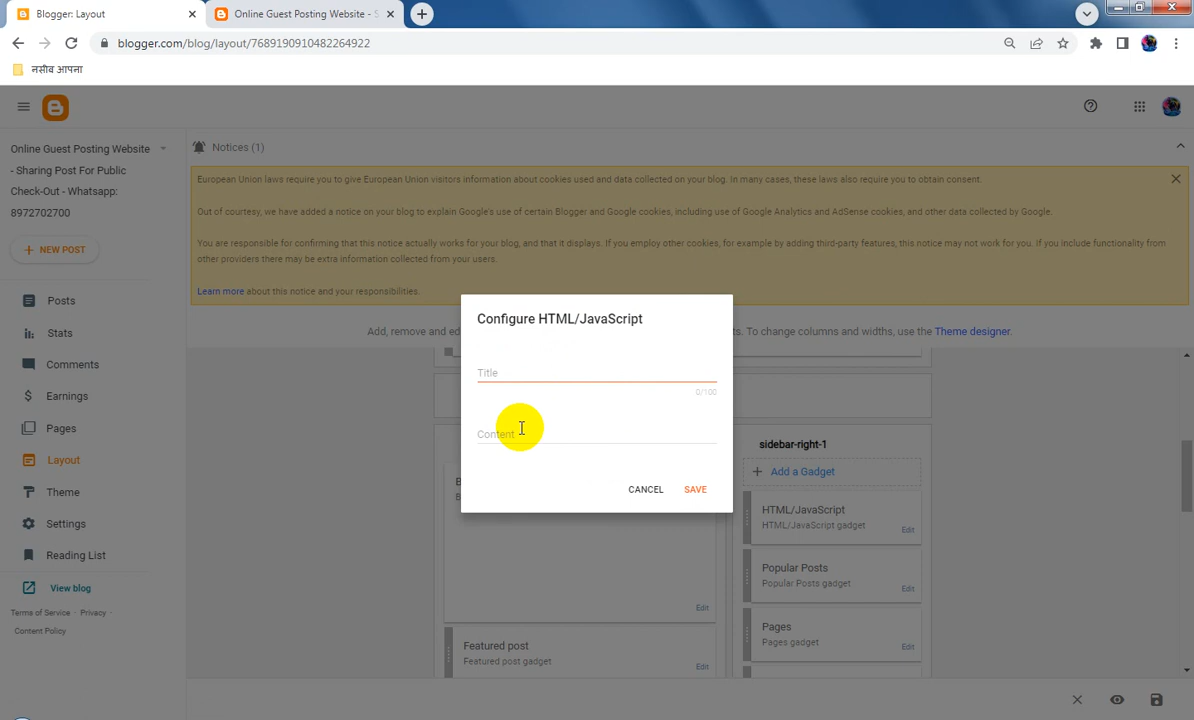 Blogger: Layout
Online Guest Posting Website - S
blogger.com/blog/layout/7689190910482264922
नसीब आपना
Online Guest Posting Website
- Sharing Post For Public
Check-Out - Whatsapp:
8972702700
NEW POST
Posts
Stats
Comments
Earnings
Pages
Layout
Theme
Settings
Reading List
View blog
Terms of Service · Privacy ·
Content Policy
Notices (1)
European Union laws require you to give European Union visitors information about cookies used and data collected on your blog. In many cases, these laws also require you to obtain consent.
Out of courtesy, we have added a notice on your blog to explain Google's use of certain Blogger and Google cookies, including use of Google Analytics and AdSense cookies, and other data collected by Google.
You are responsible for confirming that this notice actually works for your blog, and that it displays. If you employ other cookies, for example by adding third-party features, this notice may not work for you. If you include functionality from
other providers there may be extra information collected from your users.
Learn more about this notice and your responsibilities.
Add, remove and ed
ts. To change columns and widths, use the Theme designer.
Configure HTML/JavaScript
Title
0/100
Content
CANCEL
SAVE
B
B
Edit
Featured post
Featured post gadget
Edit
sidebar-right-1
Add a Gadget
HTML/JavaScript
HTML/JavaScript gadget
Edit
Popular Posts
Popular Posts gadget
Edit
Pages
Pages gadget
Edit